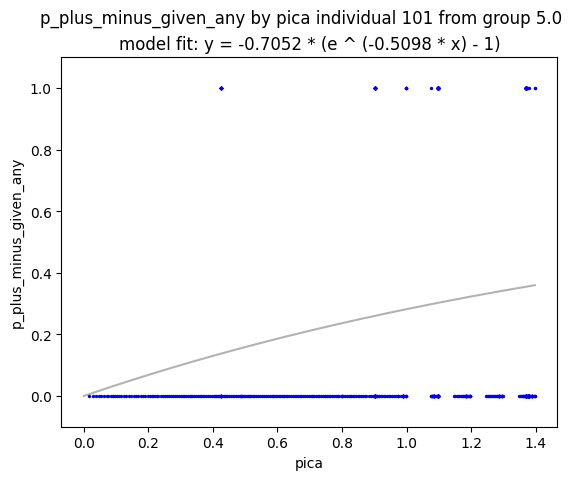 p_plus_minus_given_any by pica individual 101 from group 5.0
model fit: y = -0.7052 * (e ^ (-0.5098 * x) - 1)
1.0
0.8
0.6
0.4
0.2
0.0
p_plus_minus_given_any
0.0 0.2 0.4 0.6 0.8 1.0 1.2 1.4
pica